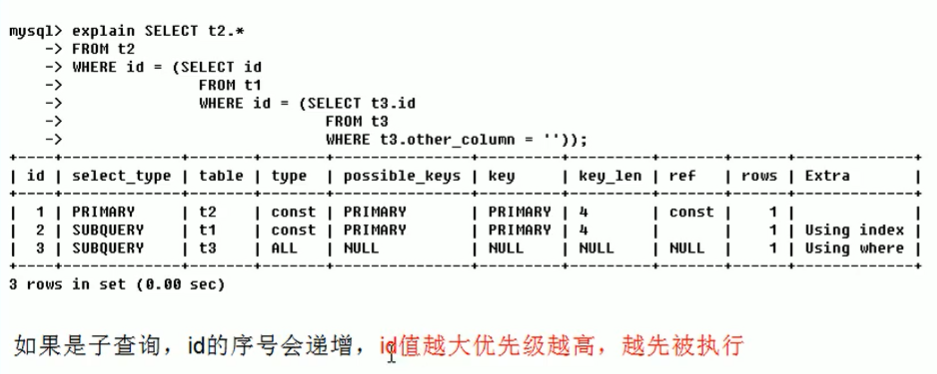 mysql> explain SELECT t2.*
    -> FROM t2
    -> WHERE id = (SELECT id
    ->             FROM t1
    ->             WHERE id = (SELECT t3.id
    ->                         FROM t3
    ->                         WHERE t3.other_column = ''));
+----+-------------+-------+-------+---------------+---------+---------+-------+------+-------------+
| id | select_type | table | type  | possible_keys | key     | key_len | ref   | rows | Extra       |
+----+-------------+-------+-------+---------------+---------+---------+-------+------+-------------+
|  1 | PRIMARY     | t2    | const | PRIMARY       | PRIMARY | 4       | const |    1 |             |
|  2 | SUBQUERY    | t1    | const | PRIMARY       | PRIMARY | 4       |       |    1 | Using index |
|  3 | SUBQUERY    | t3    | ALL   | NULL          | NULL    | NULL    | NULL  |    1 | Using where |
+----+-------------+-------+-------+---------------+---------+---------+-------+------+-------------+
3 rows in set (0.00 sec)
如果是子查询，id的序号会递增，id值越大优先级越高，越先被执行